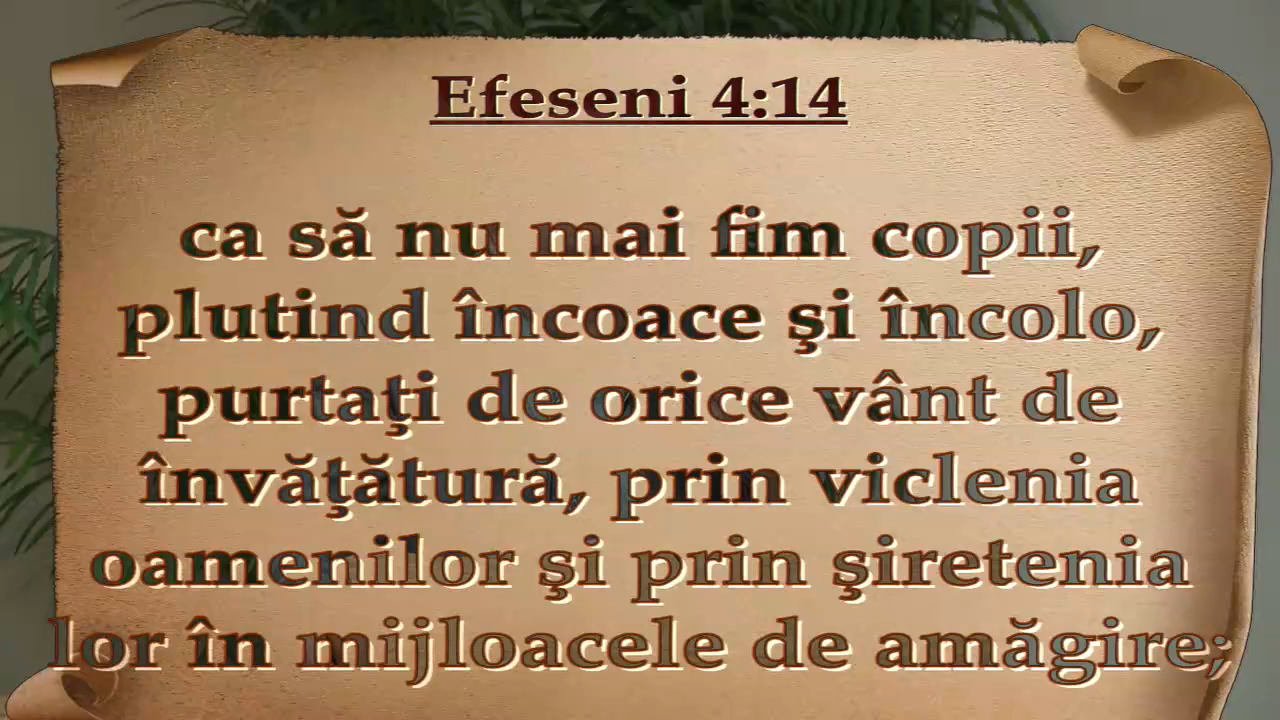 Efeseni 4:14
ca să nu mai fim copii,
plutind încoace şi încolo,
purtaţi de orice vânt de
învăţătură, prin viclenia
oamenilor şi prin şiretenia
lor în mijloacele de amăgire;